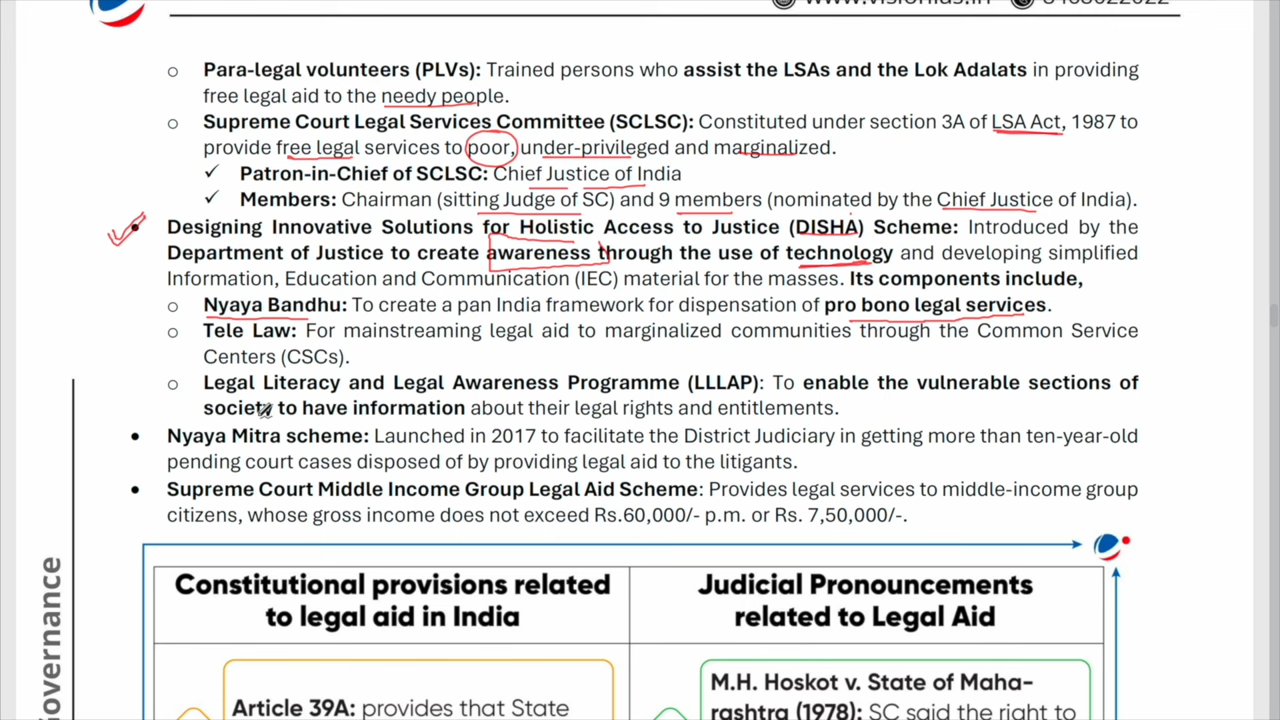 Para-legal volunteers (PLVs): Trained persons who assist the LSAs and the Lok Adalats in providing
free legal aid to the needy people.
Supreme Court Legal Services Committee (SCLSC): Constituted under section 3A of LSA Act, 1987 to
provide free legal services to poor, under-privileged and marginalized.
Patron-in-Chief of SCLSC: Chief Justice of India
Members: Chairman (sitting Judge of SC) and 9 members (nominated by the Chief Justice of India).
Designing Innovative Solutions for Holistic Access to Justice (DISHA) Scheme: Introduced by the
Department of Justice to create awareness through the use of technology and developing simplified
Information, Education and Communication (IEC) material for the masses. Its components include,
Nyaya Bandhu: To create a pan India framework for dispensation of pro bono legal services.
Tele Law: For mainstreaming legal aid to marginalized communities through the Common Service
Centers (CSCs).
Legal Literacy and Legal Awareness Programme (LLLAP): To enable the vulnerable sections of
society to have information about their legal rights and entitlements.
Nyaya Mitra scheme: Launched in 2017 to facilitate the District Judiciary in getting more than ten-year-old
pending court cases disposed of by providing legal aid to the litigants.
Supreme Court Middle Income Group Legal Aid Scheme: Provides legal services to middle-income group
citizens, whose gross income does not exceed Rs.60,000/- p.m. or Rs. 7,50,000/-.
Constitutional provisions related
to legal aid in India
Judicial Pronouncements
related to Legal Aid
Article 39A: provides that State
M.H. Hoskot v. State of Maha-
rashtra (1978): SC said the right to
overnance